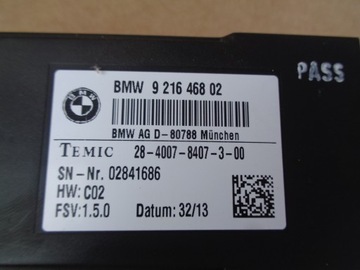 PASS
BMW 9 216 468 02
BMW
BMW AG D-80788 München
TEMIC 28-4007-8407-3-00
SN-Nr. 02841686
HW: C02
FSV:1.5.0 Datum: 32/13